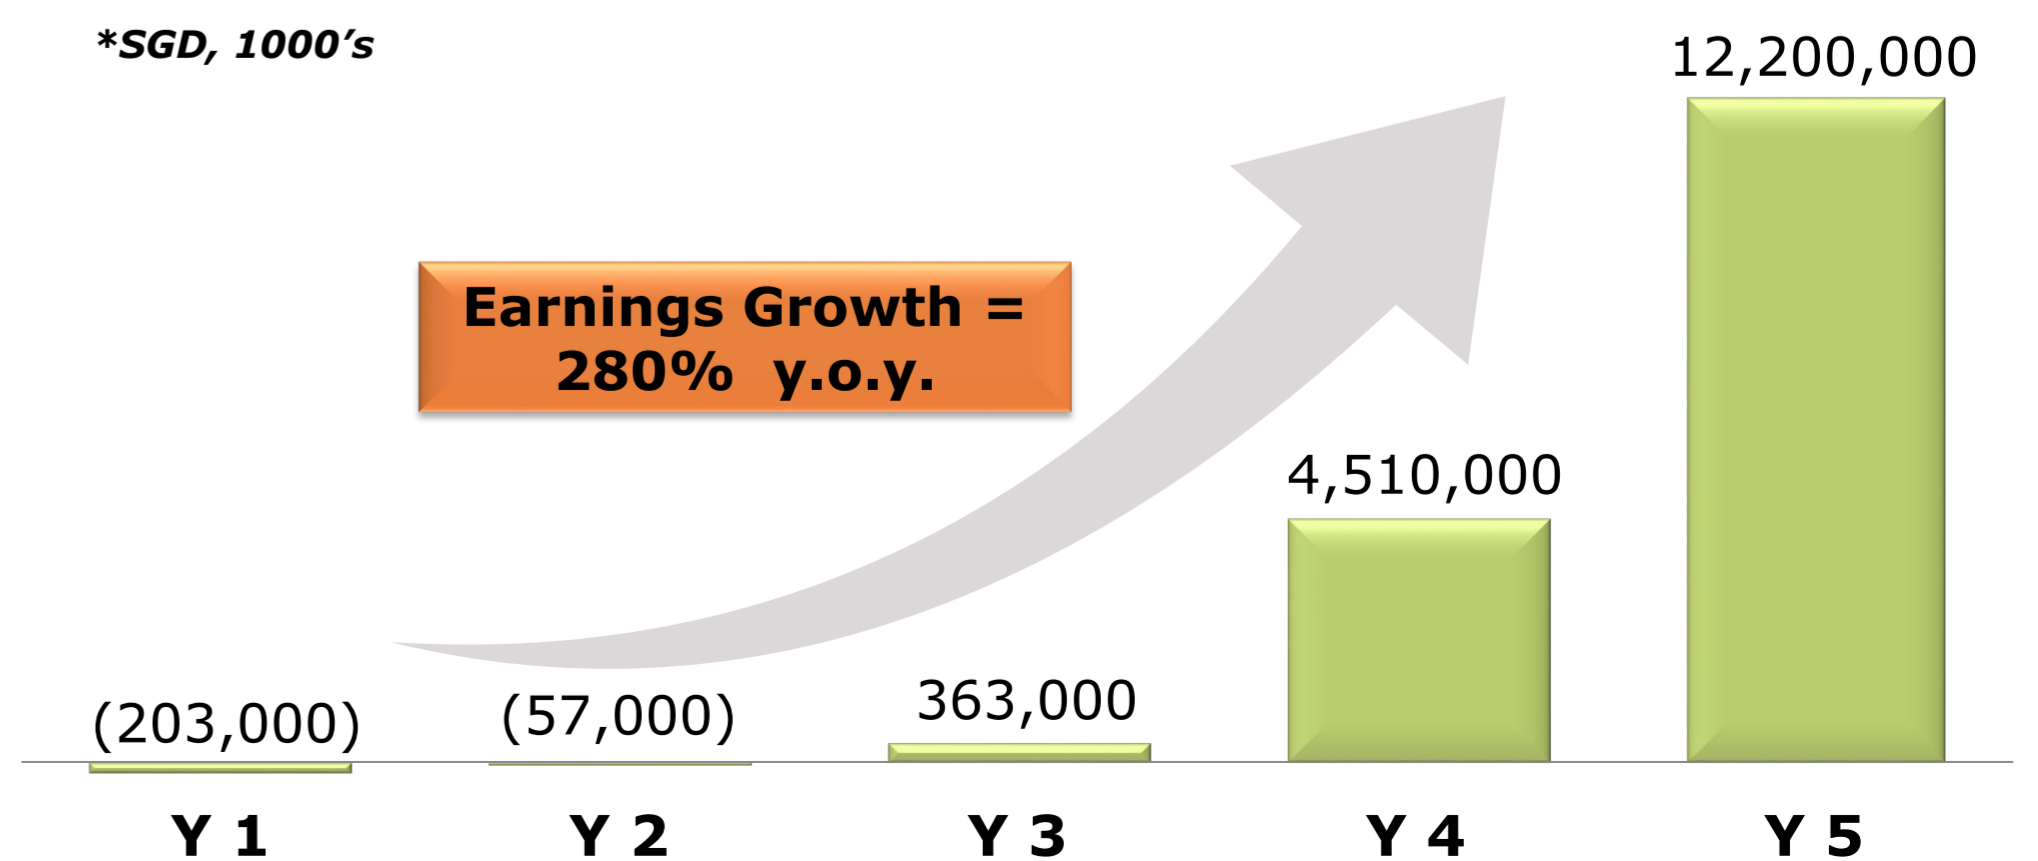 *SGD, 1000’s
12,200,000
Earnings Growth =
280%  y.o.y.
4,510,000
363,000
(57,000)
(203,000)
Y 1
Y 2
Y 3
Y 4
Y 5